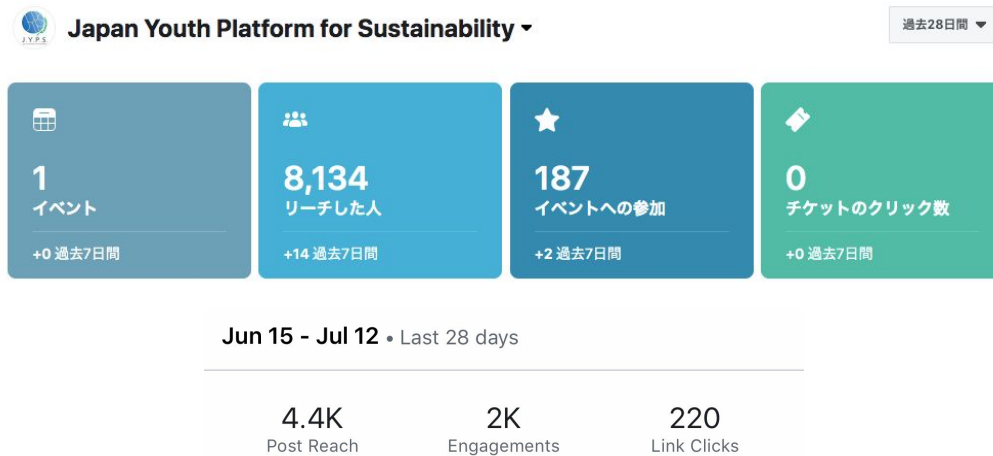 J.Y.P.S
Japan Youth Platform for Sustainability
過去28日間
1
イベント
+0 過去7日間
8,134
リーチした人
+14 過去7日間
187
イベントへの参加
+2 過去7日間
0
チケットのクリック数
+0 過去7日間
Jun 15 - Jul 12 • Last 28 days
4.4K
Post Reach
2K
Engagements
220
Link Clicks